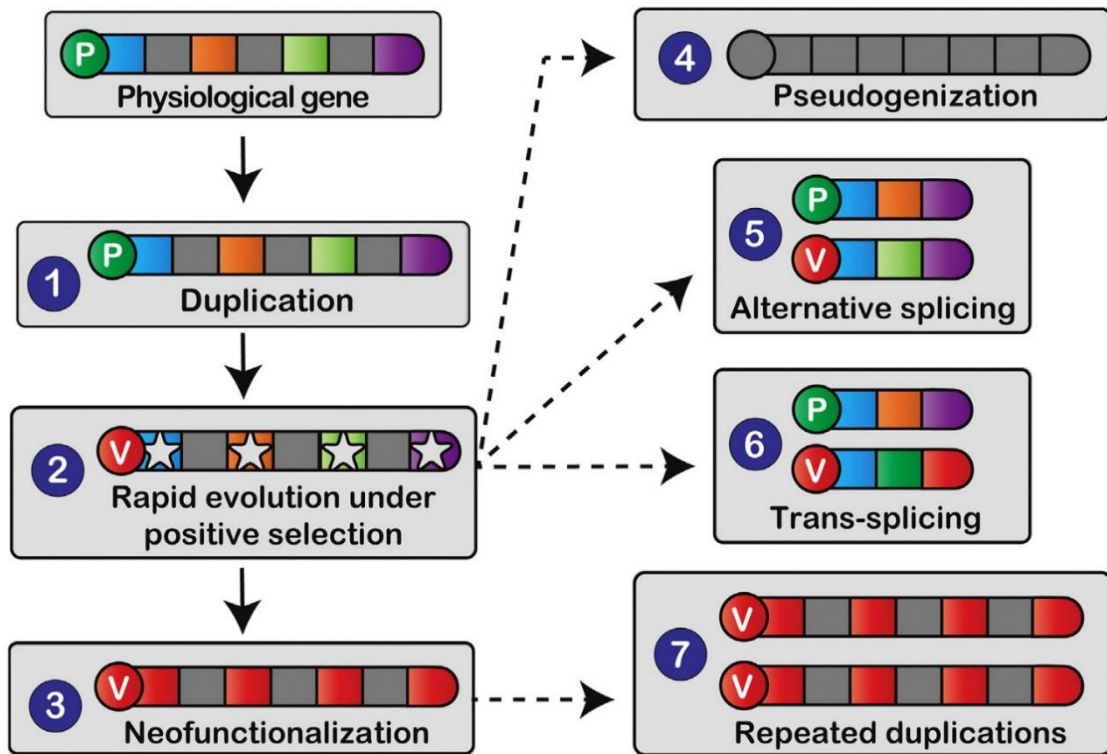 P
Physiological gene
1
P
Duplication
2
V
Rapid evolution under
positive selection
3
V
Neofunctionalization
4
Pseudogenization
5
P
V
Alternative splicing
6
P
V
Trans-splicing
7
V
V
Repeated duplications